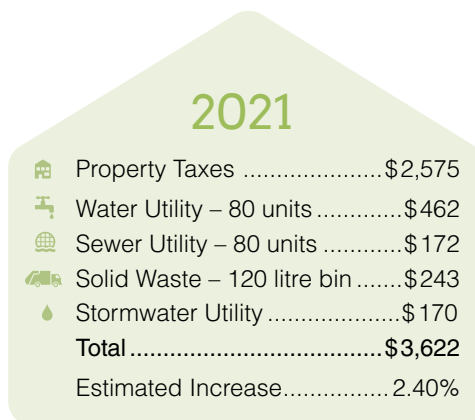 2021
Property Taxes ......................$2,575
Water Utility – 80 units .............$462
Sewer Utility – 80 units ............$172
Solid Waste – 120 litre bin .......$243
Stormwater Utility ....................$170
Total ......................................$3,622
Estimated Increase................2.40%